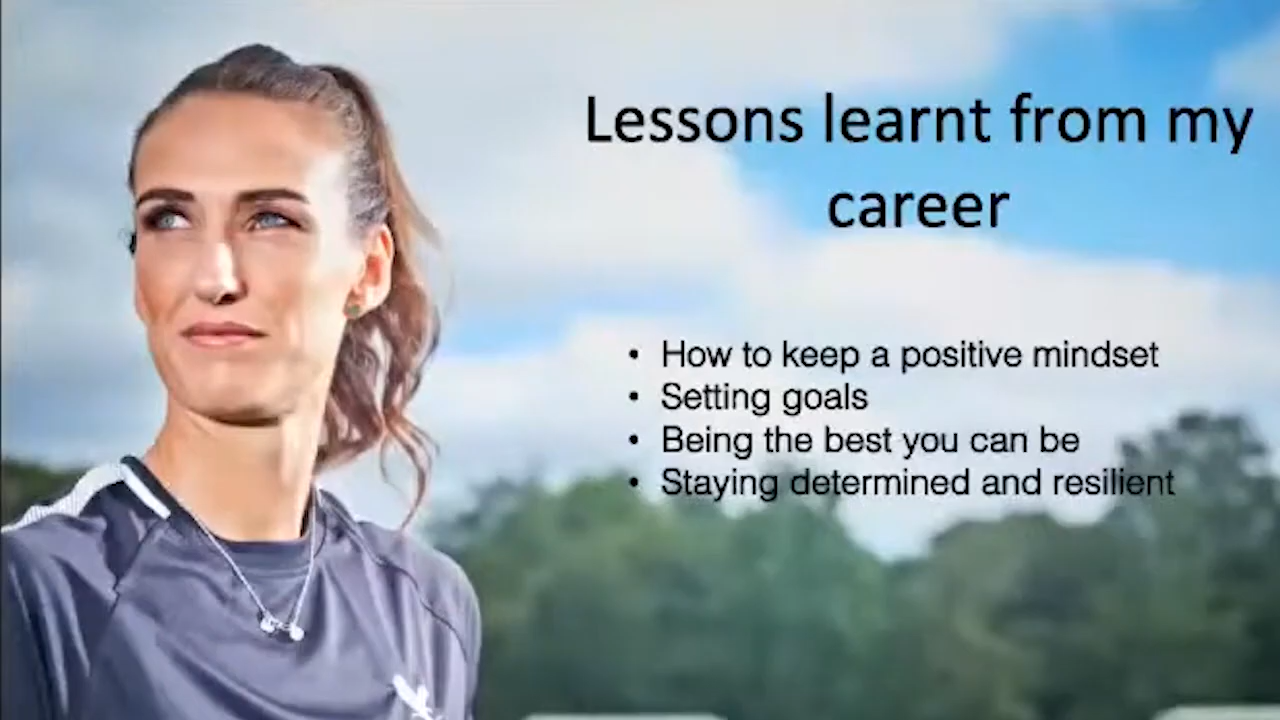 Lessons learnt from my
career
• How to keep a positive mindset
• Setting goals
• Being the best you can be
• Staying determined and resilient